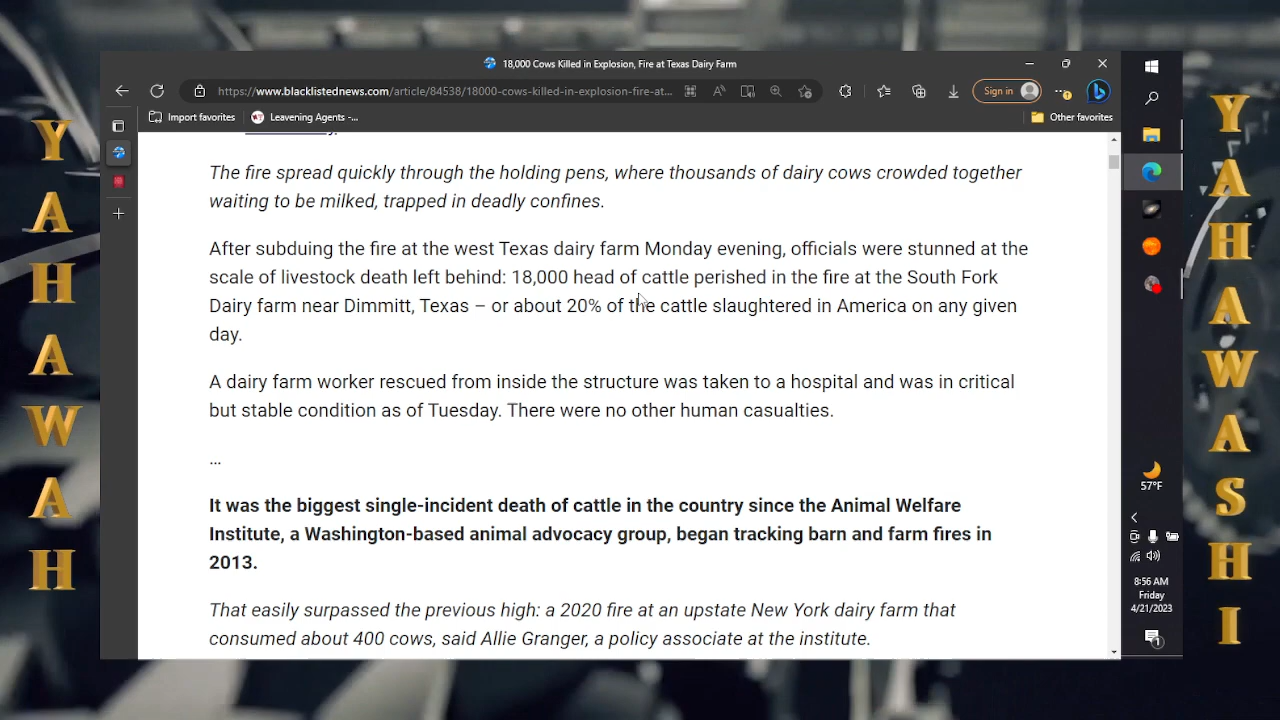 18,000 Cows Killed in Explosion, Fire at Texas Dairy Farm
https://www.blacklistednews.com/article/84538/18000-cows-killed-in-explosion-fire-at...
Sign in
Import favorites
Leavening Agents -...
Other favorites
The fire spread quickly through the holding pens, where thousands of dairy cows crowded together
waiting to be milked, trapped in deadly confines.
After subduing the fire at the west Texas dairy farm Monday evening, officials were stunned at the
scale of livestock death left behind: 18,000 head of cattle perished in the fire at the South Fork
Dairy farm near Dimmitt, Texas – or about 20% of the cattle slaughtered in America on any given
day.
A dairy farm worker rescued from inside the structure was taken to a hospital and was in critical
but stable condition as of Tuesday. There were no other human casualties.
...
It was the biggest single-incident death of cattle in the country since the Animal Welfare
Institute, a Washington-based animal advocacy group, began tracking barn and farm fires in
2013.
That easily surpassed the previous high: a 2020 fire at an upstate New York dairy farm that
consumed about 400 cows, said Allie Granger, a policy associate at the institute.
57°F
8:56 AM
Friday
4/21/2023
1
Y
A
H
A
W
A
H
Y
A
H
A
W
A
S
H
I